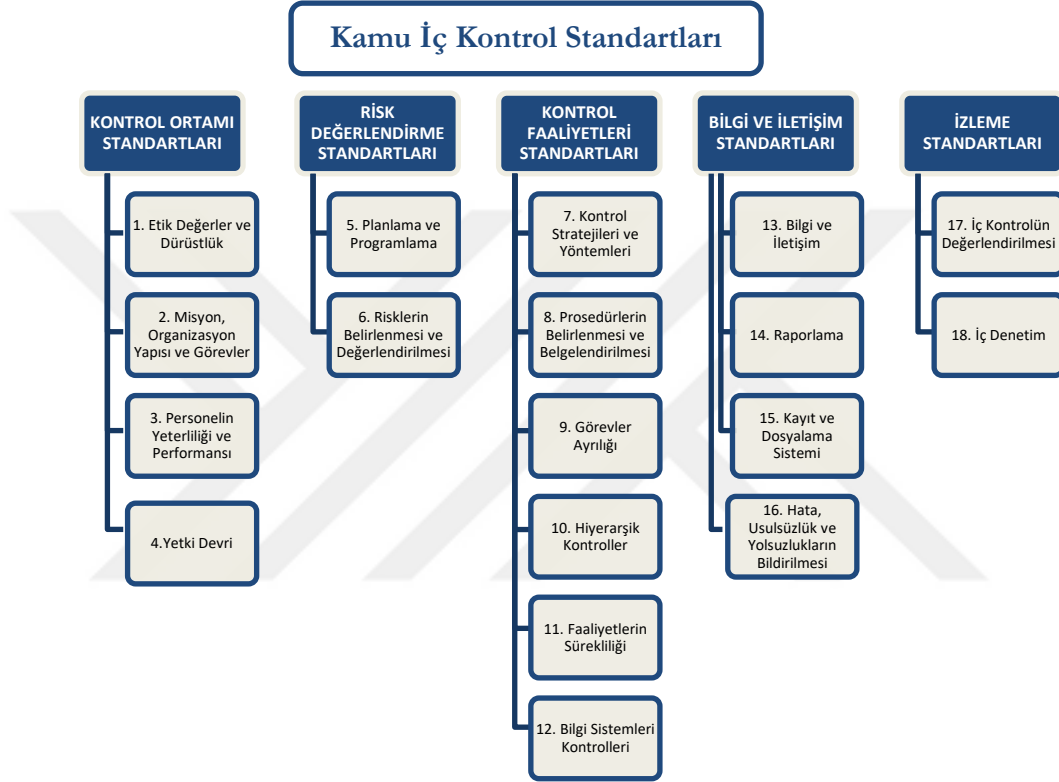 Kamu İç Kontrol Standartları
KONTROL ORTAMI
STANDARTLARI
1. Etik Değerler ve
Dürüstlük
2. Misyon,
Organizasyon
Yapısı ve Görevler
3. Personelin
Yeterliliği ve
Performansı
4.Yetki Devri
RİSK
DEĞERLENDİRME
STANDARTLARI
5. Planlama ve
Programlama
6. Risklerin
Belirlenmesi ve
Değerlendirilmesi
KONTROL
FAALİYETLERİ
STANDARTLARI
7. Kontrol
Stratejileri ve
Yöntemleri
8. Prosedürlerin
Belirlenmesi ve
Belgelendirilmesi
9. Görevler
Ayrılığı
10. Hiyerarşik
Kontroller
11. Faaliyetlerin
Sürekliliği
12. Bilgi Sistemleri
Kontrolleri
BİLGİ VE İLETİŞİM
STANDARTLARI
13. Bilgi ve
İletişim
14. Raporlama
15. Kayıt ve
Dosyalama
Sistemi
16. Hata,
Usulsüzlük ve
Yolsuzlukların
Bildirilmesi
İZLEME
STANDARTLARI
17. İç Kontrolün
Değerlendirilmesi
18. İç Denetim